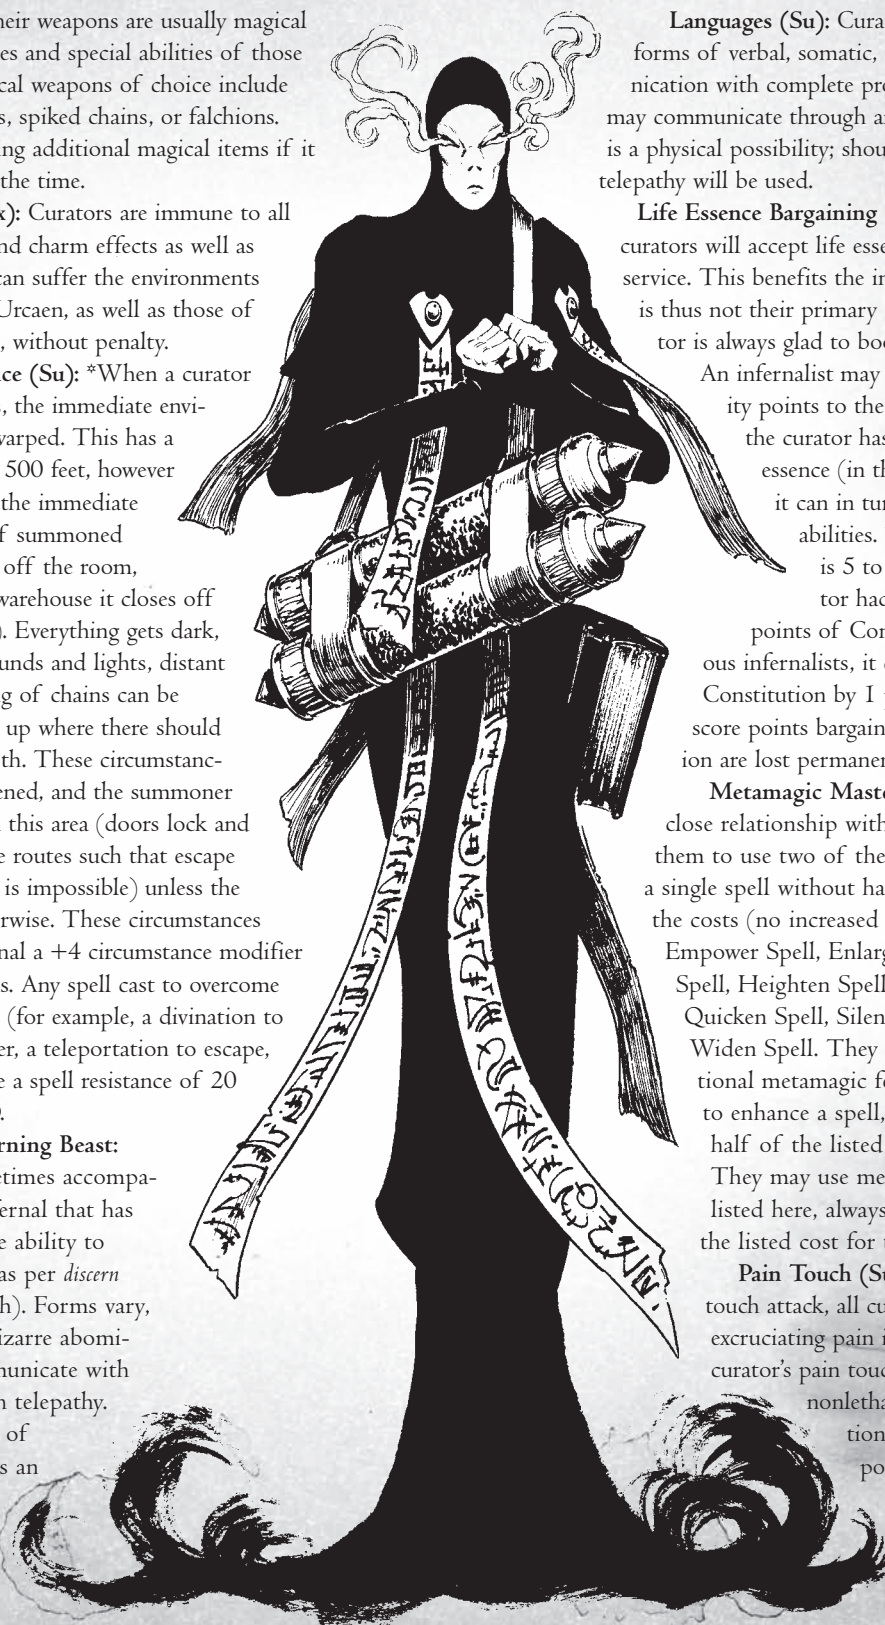 heir weapons are usually magical
es and special abilities of those
cal weapons of choice include
s, spiked chains, or falchions.
ng additional magical items if it
the time.
x): Curators are immune to all
nd charm effects as well as
can suffer the environments
Urcaen, as well as those of
, without penalty.
ce (Su): *When a curator
, the immediate envi-
varped. This has a
500 feet, however
the immediate
f summoned
off the room,
warehouse it closes off
). Everything gets dark,
unds and lights, distant
g of chains can be
up where there should
th. These circumstanc-
ened, and the summoner
this area (doors lock and
e routes such that escape
is impossible) unless the
rwise. These circumstances
nal a +4 circumstance modifier
s. Any spell cast to overcome
(for example, a divination to
er, a teleportation to escape,
e a spell resistance of 20
).
rning Beast:
etimes accompa-
fernal that has
e ability to
as per discern
h). Forms vary,
izarre abomi-
municate with
n telepathy.
of
s an
Languages (Su): Cura
forms of verbal, somatic,
nication with complete pro
may communicate through a
is a physical possibility; shou
telepathy will be used.
Life Essence Bargaining
curators will accept life esse
service. This benefits the in
is thus not their primary
tor is always glad to boo
An infernalist may
ity points to the
the curator has
essence (in th
it can in tur
abilities.
is 5 to
tor had
points of Con
ous infernalists, it
Constitution by 1
score points bargain
ion are lost permanen
Metamagic Maste
close relationship with
them to use two of the
a single spell without ha
the costs (no increased
Empower Spell, Enlarg
Spell, Heighten Spell
Quicken Spell, Silen
Widen Spell. They
tional metamagic fe
to enhance a spell,
half of the listed
They may use me
listed here, always
the listed cost for
Pain Touch (Su
touch attack, all cu
excruciating pain i
curator's pain touc
nonletha
tion
po